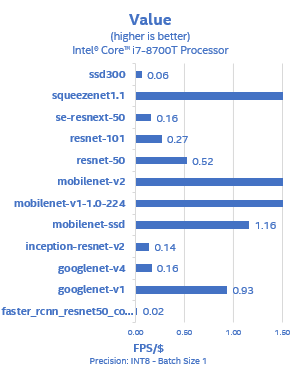 Value
(higher is better)
Intel® Core™ i7-8700T Processor
ssd300 0.06
squeezenet1.1
se-resnext-50 0.16
resnet-101 0.27
resnet-50 0.52
mobilenet-v2
mobilenet-v1-1.0-224
mobilenet-ssd 1.16
inception-resnet-v2 0.14
googlenet-v4 0.16
googlenet-v1 0.93
faster_rcnn_resnet50_co... 0.02
0.00 0.50 1.00 1.50
FPS/$
Precision: INT8 - Batch Size 1